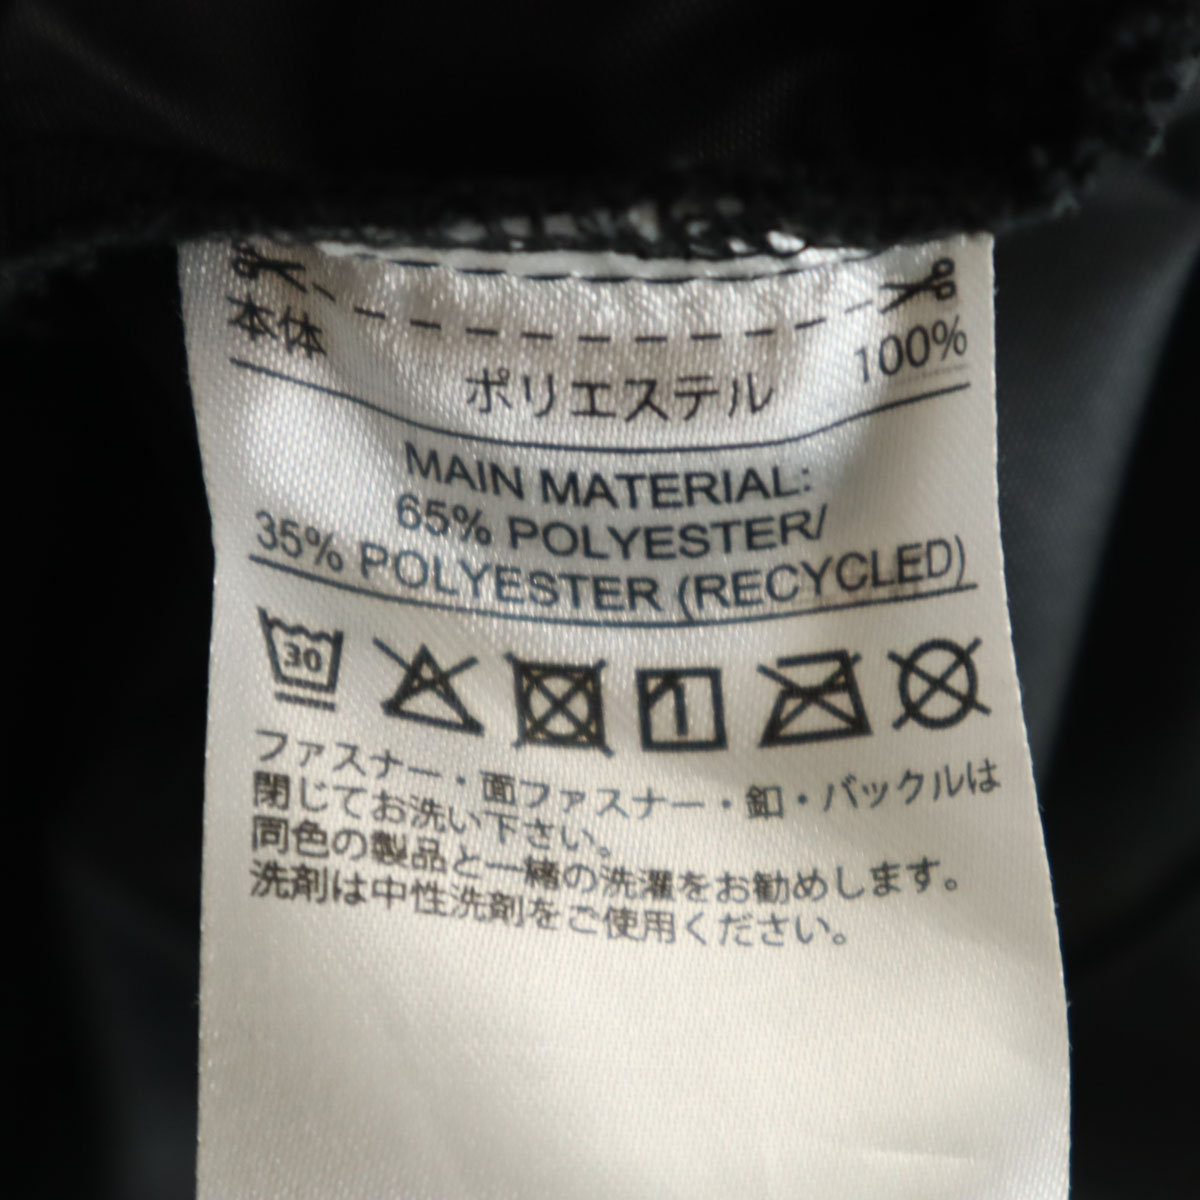 本体
ポリエステル 100%
MAIN MATERIAL:
65% POLYESTER/
35% POLYESTER (RECYCLED)
30
ファスナー・面ファスナー・釦・バックルは
閉じてお洗い下さい。
同色の製品と一緒の洗濯をお勧めします。
洗剤は中性洗剤をご使用ください。